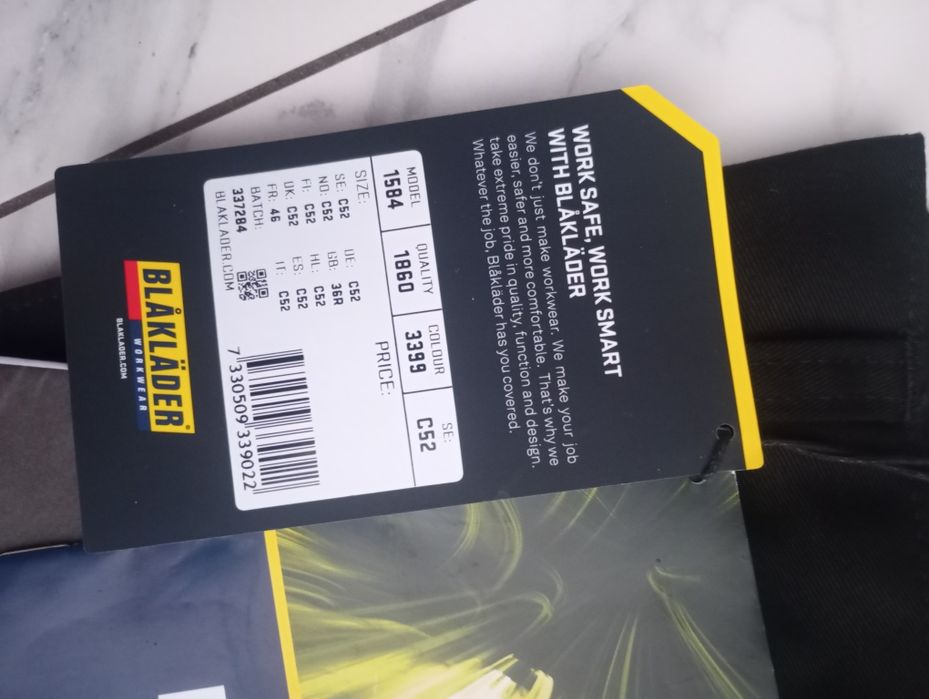 WORK SAFE, WORK SMART
WITH BLÅKLÄDER
We don't just make workwear. We make your job
easier, safer and more comfortable. That's why we
take extreme pride in quality, function and design.
Whatever the job, Blåkläder has you covered.
MODEL QUALITY COLOUR SE:
1584 1860 3399 C52
SIZE: PRICE:
SE: C52 DE: C52
NO: C52 GB: 36R
FI: C52 HL: C52
DK: C52 ES: C52
FR: 46 IT: C52
BATCH:
337284
BLAKLADER.COM
7 330509 339022
BLÅKLÄDER®
WORKWEAR
BLAKLADER.COM